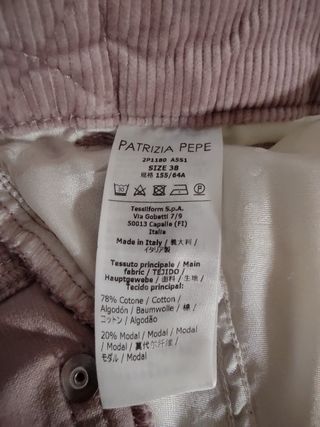 PATRIZIA PEPE
2P1180 A5S1
SIZE 38
规格 155/64A
Tessilform S.p.A.
Via Gobetti 7/9
50013 Capalle (FI)
Italia
Made in Italy / 義大利 /
イタリア製
Tessuto principale / Main
fabric / TEJIDO /
Hauptgewebe / 面料 / 生地 /
Tecido principal:
78% Cotone / Cotton /
Algodón / Baumwolle / 棉 /
コットン / Algodão
20% Modal / Modal /
Modal / Modal / 莫代尔纤维 /
モダル / Modal